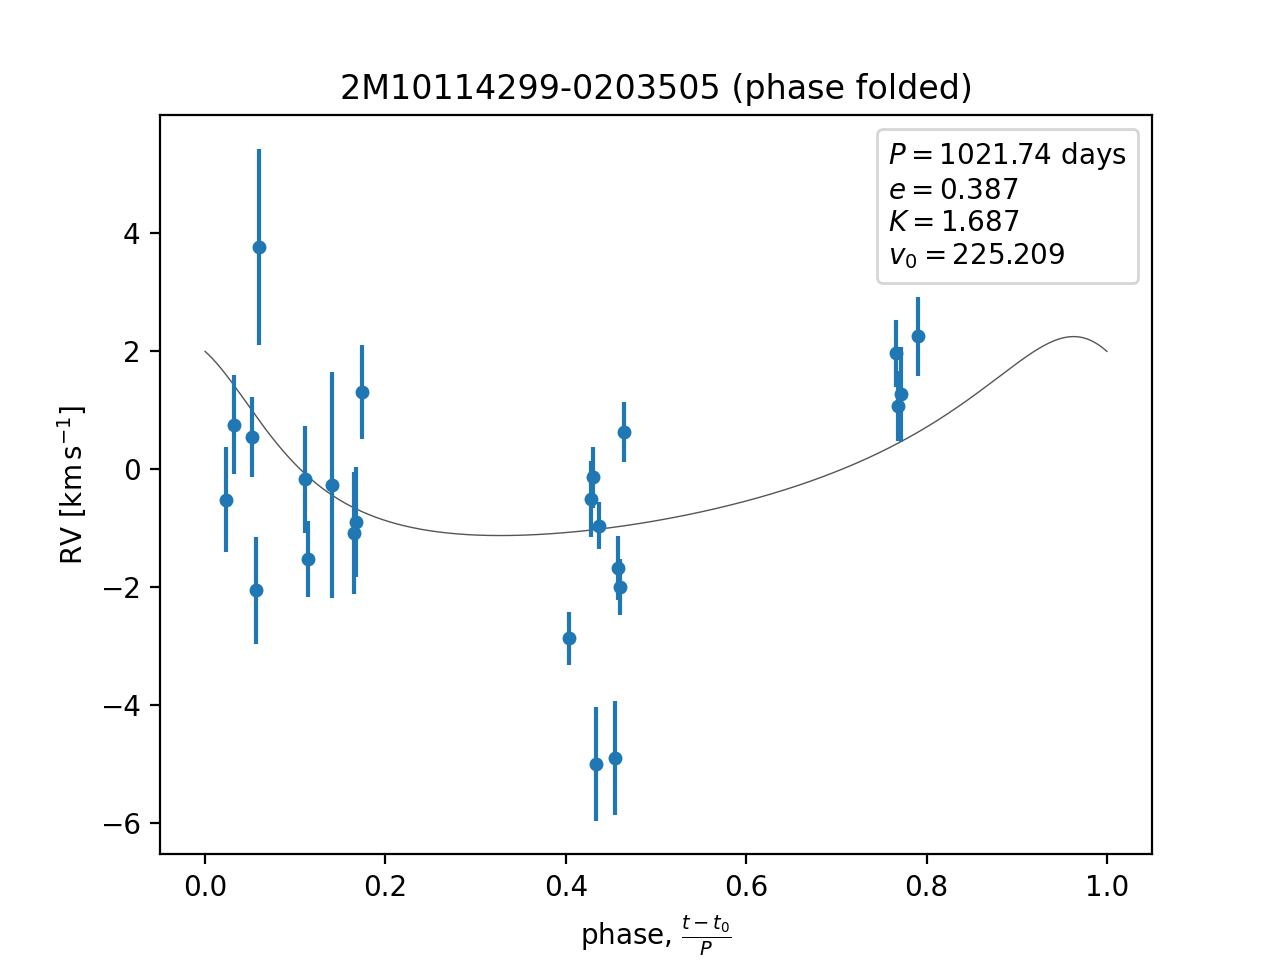 2M10114299-0203505 (phase folded)
P = 1021.74 days
e = 0.387
K = 1.687
v₀ = 225.209
RV [km s⁻¹]
4
2
0
−2
−4
−6
0.0 0.2 0.4 0.6 0.8 1.0
phase, (t − t₀)/P